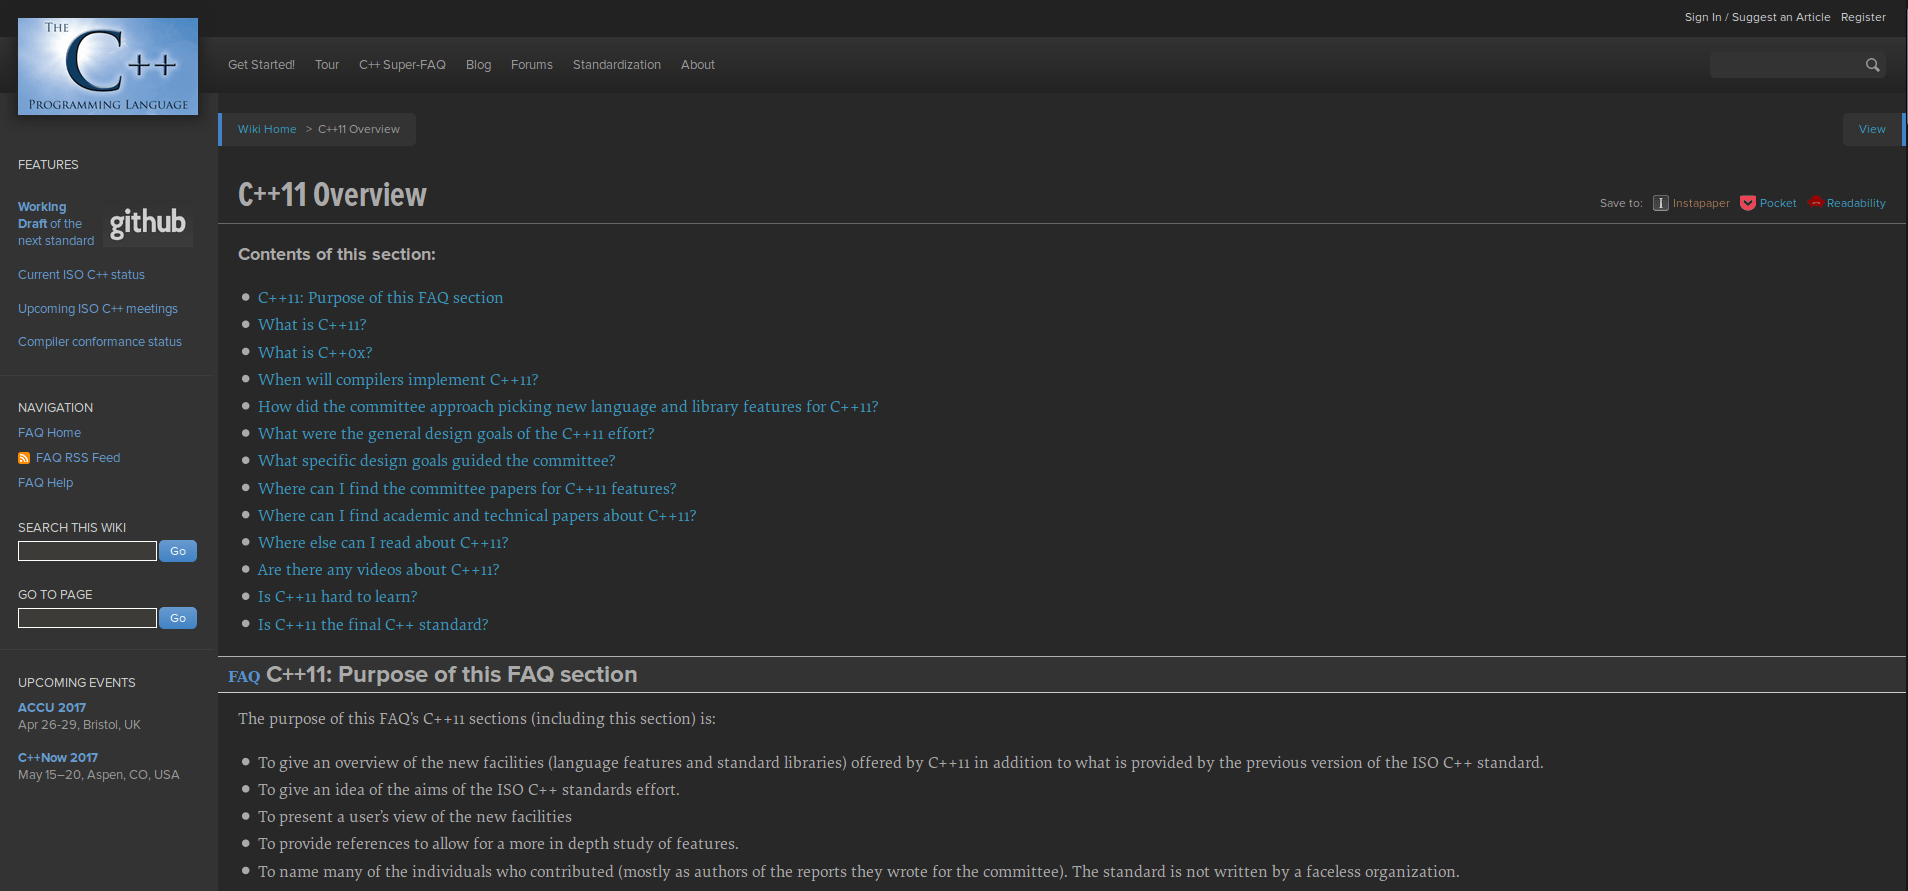 Sign In / Suggest an Article Register
THE
C++
PROGRAMMING LANGUAGE
Get Started! Tour C++ Super-FAQ Blog Forums Standardization About
Wiki Home > C++11 Overview
View
FEATURES
Working
Draft of the
next standard
github
Current ISO C++ status
Upcoming ISO C++ meetings
Compiler conformance status
NAVIGATION
FAQ Home
FAQ RSS Feed
FAQ Help
SEARCH THIS WIKI
Go
GO TO PAGE
Go
UPCOMING EVENTS
ACCU 2017
Apr 26-29, Bristol, UK
C++Now 2017
May 15–20, Aspen, CO, USA
C++11 Overview
Save to: I Instapaper Pocket Readability
Contents of this section:
C++11: Purpose of this FAQ section
What is C++11?
What is C++0x?
When will compilers implement C++11?
How did the committee approach picking new language and library features for C++11?
What were the general design goals of the C++11 effort?
What specific design goals guided the committee?
Where can I find the committee papers for C++11 features?
Where can I find academic and technical papers about C++11?
Where else can I read about C++11?
Are there any videos about C++11?
Is C++11 hard to learn?
Is C++11 the final C++ standard?
FAQ C++11: Purpose of this FAQ section
The purpose of this FAQ’s C++11 sections (including this section) is:
To give an overview of the new facilities (language features and standard libraries) offered by C++11 in addition to what is provided by the previous version of the ISO C++ standard.
To give an idea of the aims of the ISO C++ standards effort.
To present a user’s view of the new facilities
To provide references to allow for a more in depth study of features.
To name many of the individuals who contributed (mostly as authors of the reports they wrote for the committee). The standard is not written by a faceless organization.